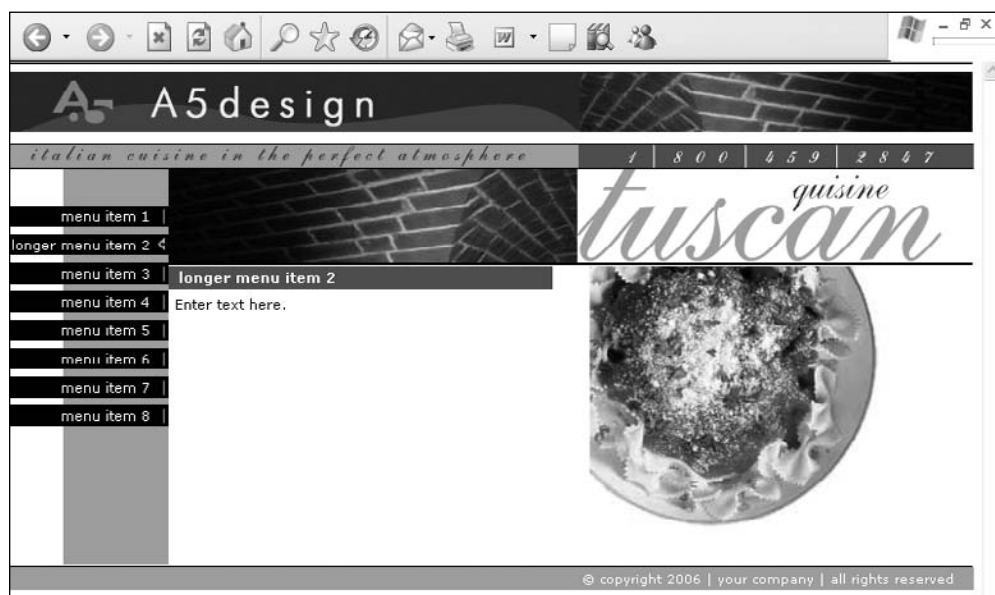 A5design
italian cuisine in the perfect atmosphere
1 | 800 | 459 | 2847
quisine
tuscan
menu item 1 |
longer menu item 2
menu item 3 |
menu item 4 |
menu item 5 |
menu item 6 |
menu item 7 |
menu item 8 |
longer menu item 2
Enter text here.
© copyright 2006 | your company | all rights reserved